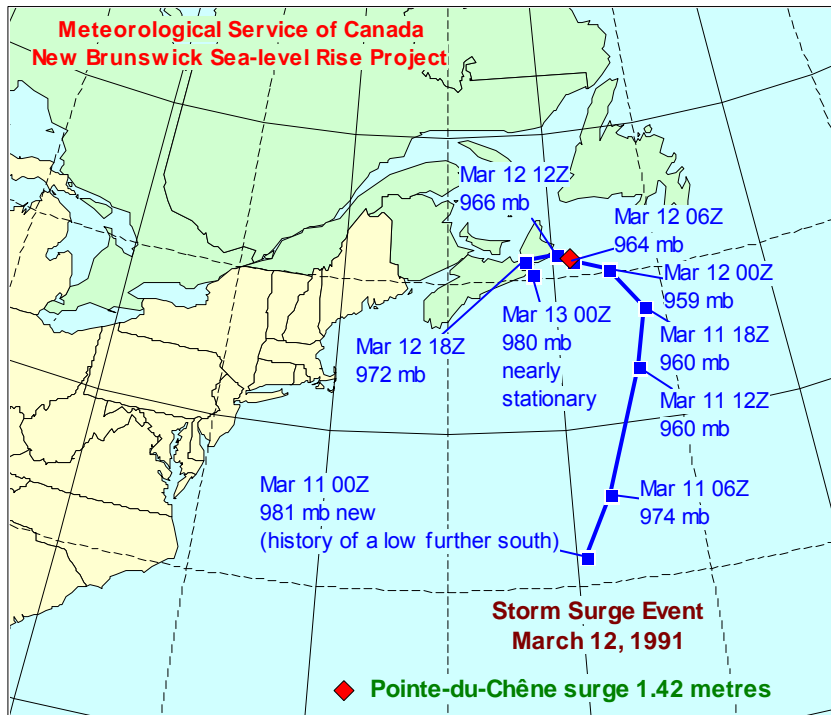 Meteorological Service of Canada
New Brunswick Sea-level Rise Project
Mar 12 12Z
966 mb
Mar 12 06Z
964 mb
Mar 12 00Z
959 mb
Mar 13 00Z
980 mb
nearly
stationary
Mar 12 18Z
972 mb
Mar 11 18Z
960 mb
Mar 11 12Z
960 mb
Mar 11 00Z
981 mb new
(history of a low further south)
Mar 11 06Z
974 mb
Storm Surge Event
March 12, 1991
Pointe-du-Chêne surge 1.42 metres